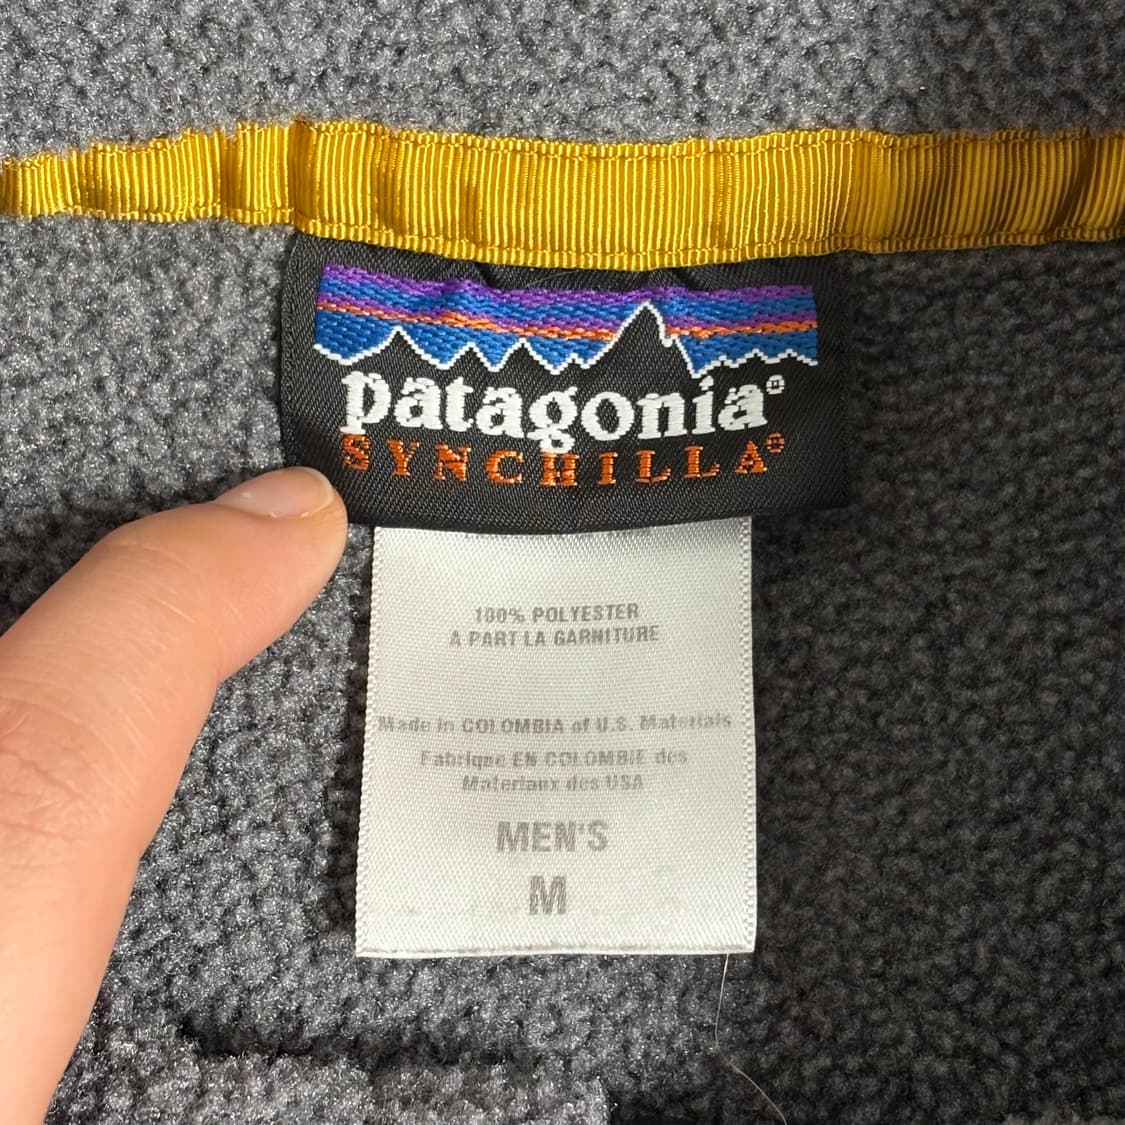 patagonia®
SYNCHILLA®
100% POLYESTER
A PART LA GARNITURE
Made in COLOMBIA of U.S. Materials
Fabrique EN COLOMBIE des
Materiaux des USA
MEN'S
M